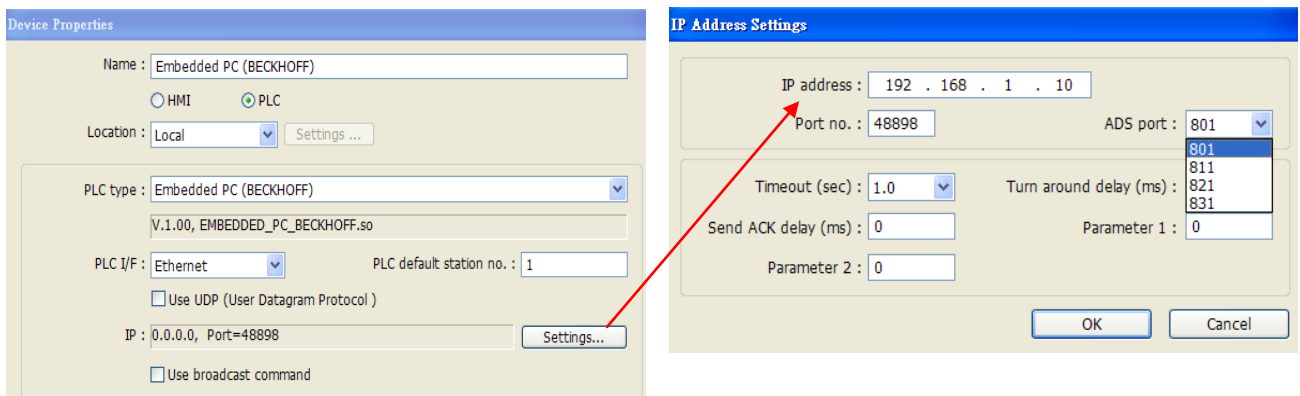 Device Properties
Name : Embedded PC (BECKHOFF)
HMI PLC
Location : Local Settings ...
PLC type : Embedded PC (BECKHOFF)
V.1.00, EMBEDDED_PC_BECKHOFF.so
PLC I/F : Ethernet PLC default station no. : 1
Use UDP (User Datagram Protocol )
IP : 0.0.0.0, Port=48898 Settings...
Use broadcast command
IP Address Settings
IP address : 192 . 168 . 1 . 10
Port no. : 48898 ADS port : 801
801
811
Timeout (sec) : 1.0 Turn around delay (ms) : 821
831
Send ACK delay (ms) : 0 Parameter 1 : 0
Parameter 2 : 0
OK Cancel